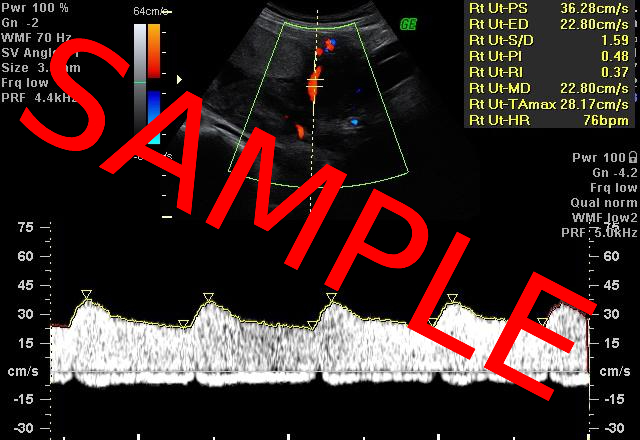 Pwr 100
Gn -2
WMF 70 Hz
SV Angle
Size 3.
Frq low
PRF 4.4kHz
64cm/s
GE
Rt Ut-PS 36.28cm/s
Rt Ut-ED 22.80cm/s
Rt Ut-S/D 1.59
Rt Ut-PI 0.48
Rt Ut-RI 0.37
Rt Ut-MD 22.80cm/s
Rt Ut-TAmax 28.17cm/s
Rt Ut-HR 76bpm
Pwr 100
Gn -4.2
Frq low
Qual norm
WMF low2
PRF 5.0kHz
SAMPLE
75
60
45
30
cm/s
-15
-30
75
60
45
30
cm/s
-15
-30